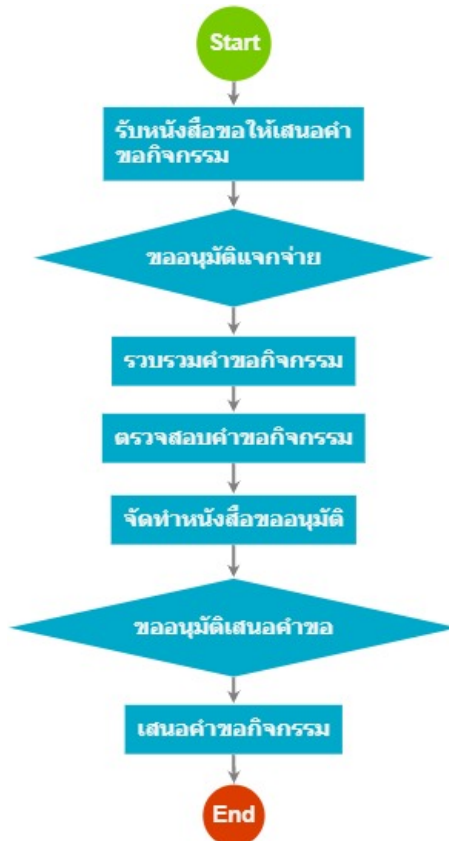 Start
รับหนังสือขอให้เสนอคำ
ขอกิจกรรม
ขออนุมัติแจกจ่าย
รวบรวมคำขอกิจกรรม
ตรวจสอบคำขอกิจกรรม
จัดทำหนังสือขออนุมัติ
ขออนุมัติเสนอคำขอ
เสนอคำขอกิจกรรม
End